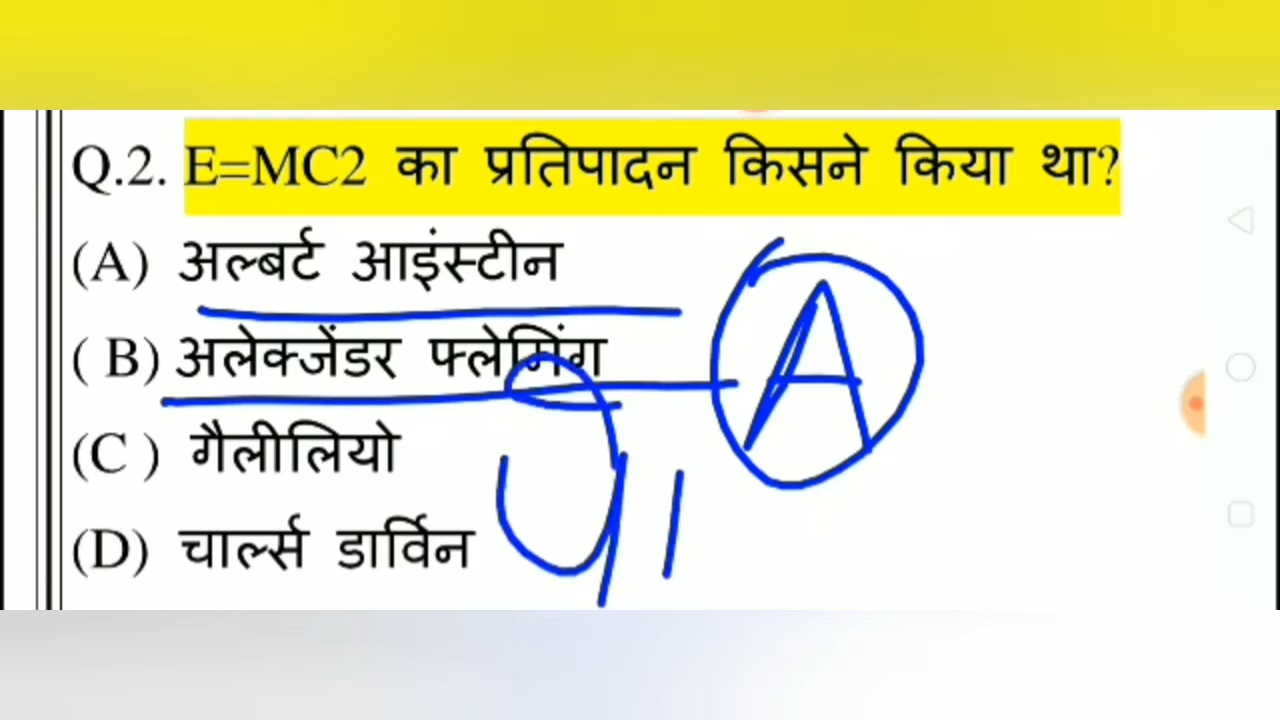 Q.2. E=MC2 का प्रतिपादन किसने किया था?
(A) अल्बर्ट आइंस्टीन
( B) अलेक्जेंडर फ्लेमिंग
(C ) गैलीलियो
(D) चार्ल्स डार्विन
A